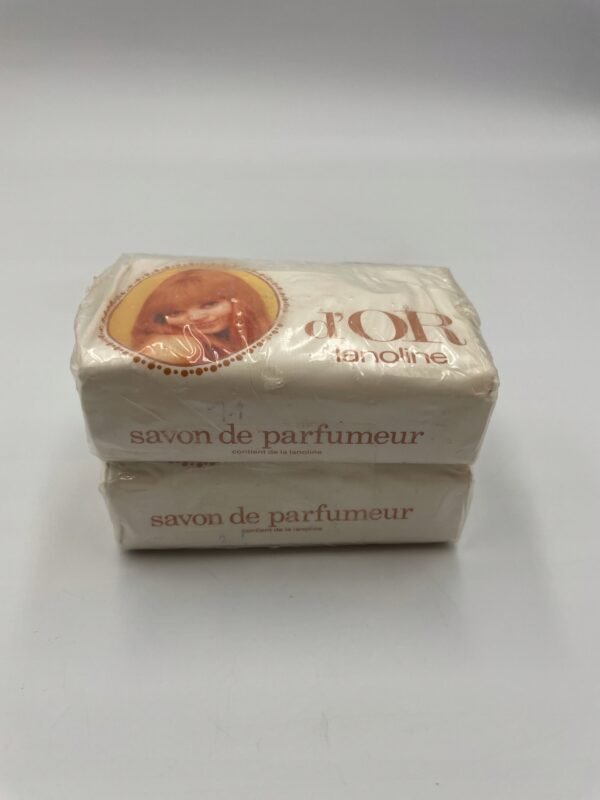 d'OR
lanoline
savon de parfumeur
contient de la lanoline
savon de parfumeur
contient de la lanoline